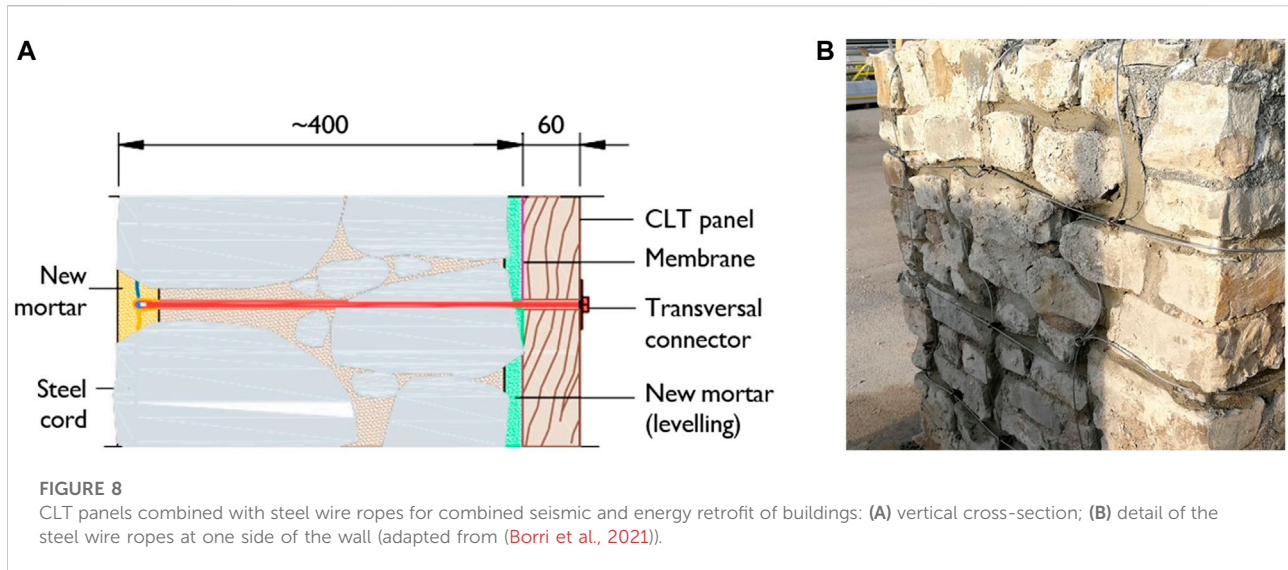 A
B
~400
60
New
mortar
Steel
cord
CLT panel
Membrane
Transversal
connector
New mortar
(levelling)
FIGURE 8
CLT panels combined with steel wire ropes for combined seismic and energy retrofit of buildings: (A) vertical cross-section; (B) detail of the
steel wire ropes at one side of the wall (adapted from (Borri et al., 2021)).